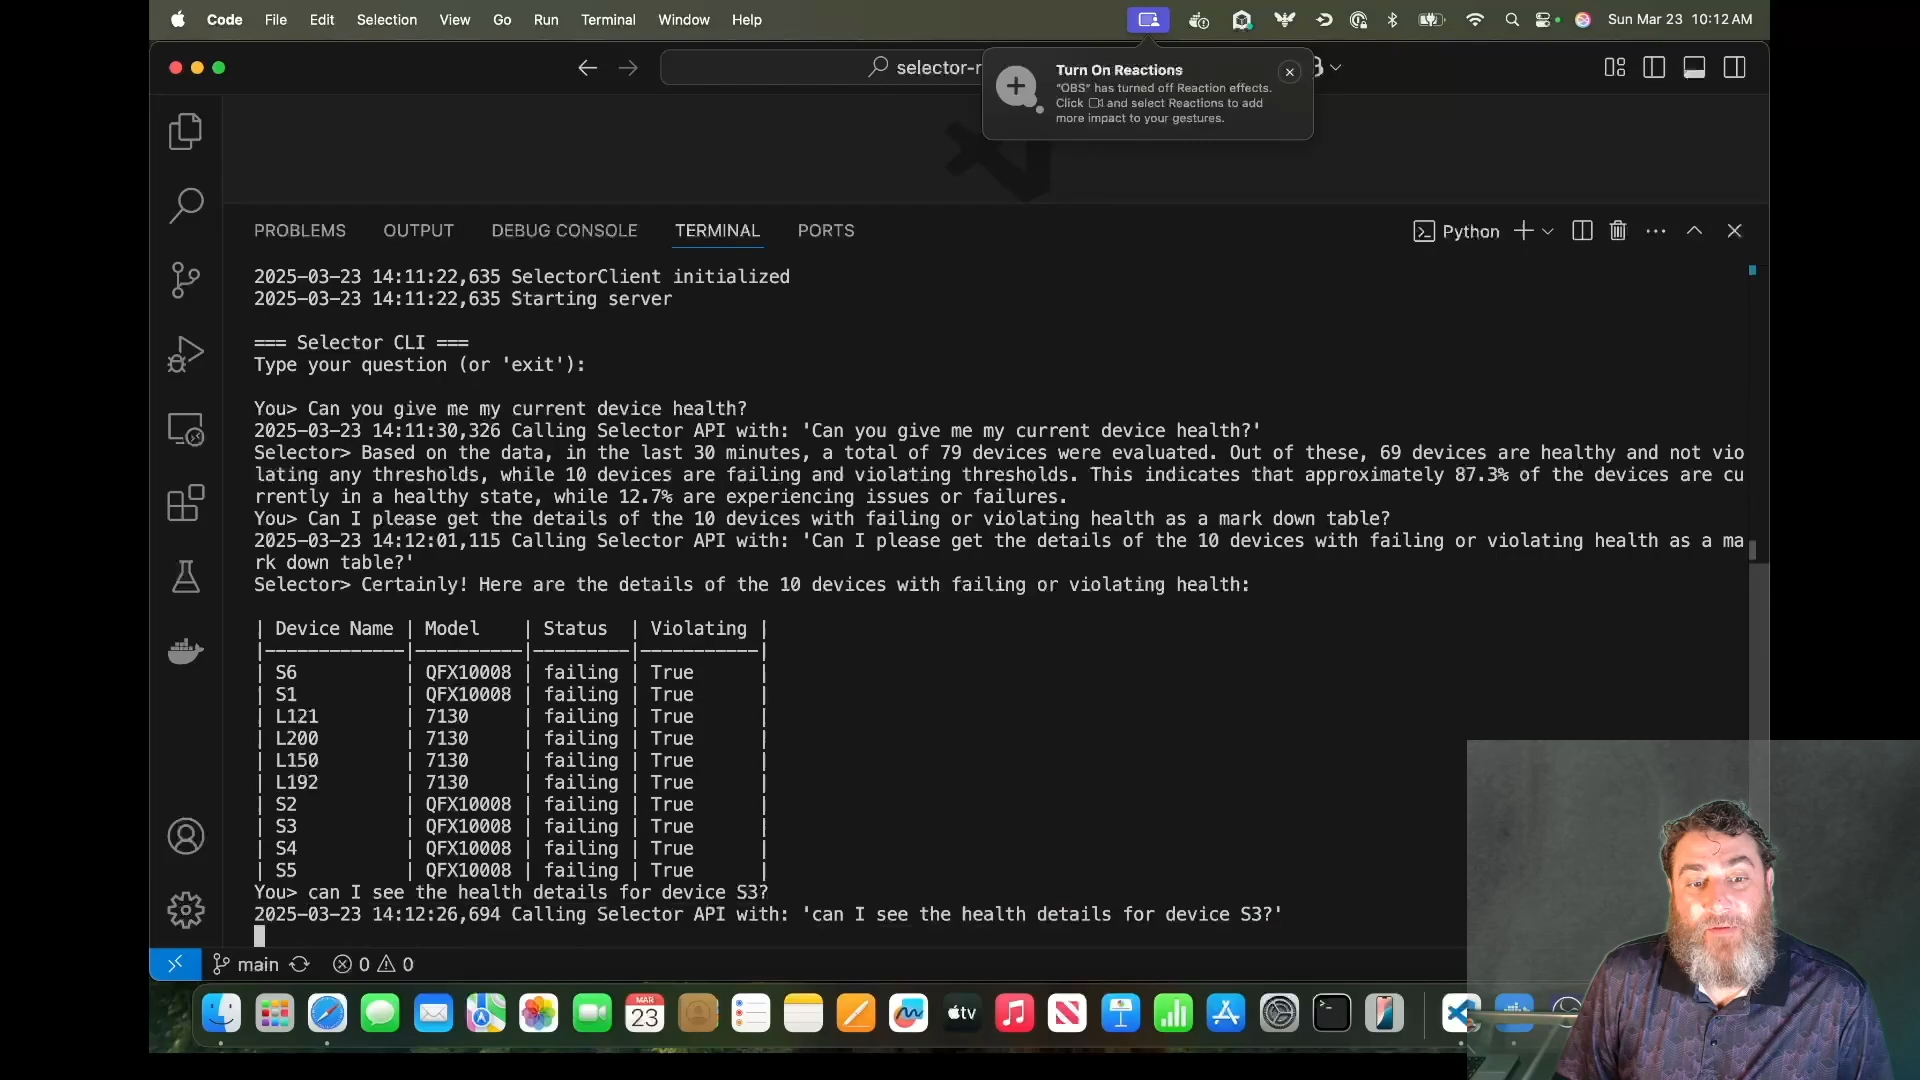 Code File Edit Selection View Go Run Terminal Window Help Sun Mar 23 10:12 AM
selector-
Turn On Reactions
"OBS" has turned off Reaction effects.
Click and select Reactions to add
more impact to your gestures.
PROBLEMS OUTPUT DEBUG CONSOLE TERMINAL PORTS Python
2025-03-23 14:11:22,635 SelectorClient initialized
2025-03-23 14:11:22,635 Starting server
=== Selector CLI ===
Type your question (or 'exit'):
You> Can you give me my current device health?
2025-03-23 14:11:30,326 Calling Selector API with: 'Can you give me my current device health?'
Selector> Based on the data, in the last 30 minutes, a total of 79 devices were evaluated. Out of these, 69 devices are healthy and not vio
lating any thresholds, while 10 devices are failing and violating thresholds. This indicates that approximately 87.3% of the devices are cu
rrently in a healthy state, while 12.7% are experiencing issues or failures.
You> Can I please get the details of the 10 devices with failing or violating health as a mark down table?
2025-03-23 14:12:01,115 Calling Selector API with: 'Can I please get the details of the 10 devices with failing or violating health as a ma
rk down table?'
Selector> Certainly! Here are the details of the 10 devices with failing or violating health:
| Device Name | Model | Status | Violating |
|-------------|----------|---------|-----------|
| S6 | QFX10008 | failing | True |
| S1 | QFX10008 | failing | True |
| L121 | 7130 | failing | True |
| L200 | 7130 | failing | True |
| L150 | 7130 | failing | True |
| L192 | 7130 | failing | True |
| S2 | QFX10008 | failing | True |
| S3 | QFX10008 | failing | True |
| S4 | QFX10008 | failing | True |
| S5 | QFX10008 | failing | True |
You> can I see the health details for device S3?
2025-03-23 14:12:26,694 Calling Selector API with: 'can I see the health details for device S3?'
main 0 0
MAR
23
tv